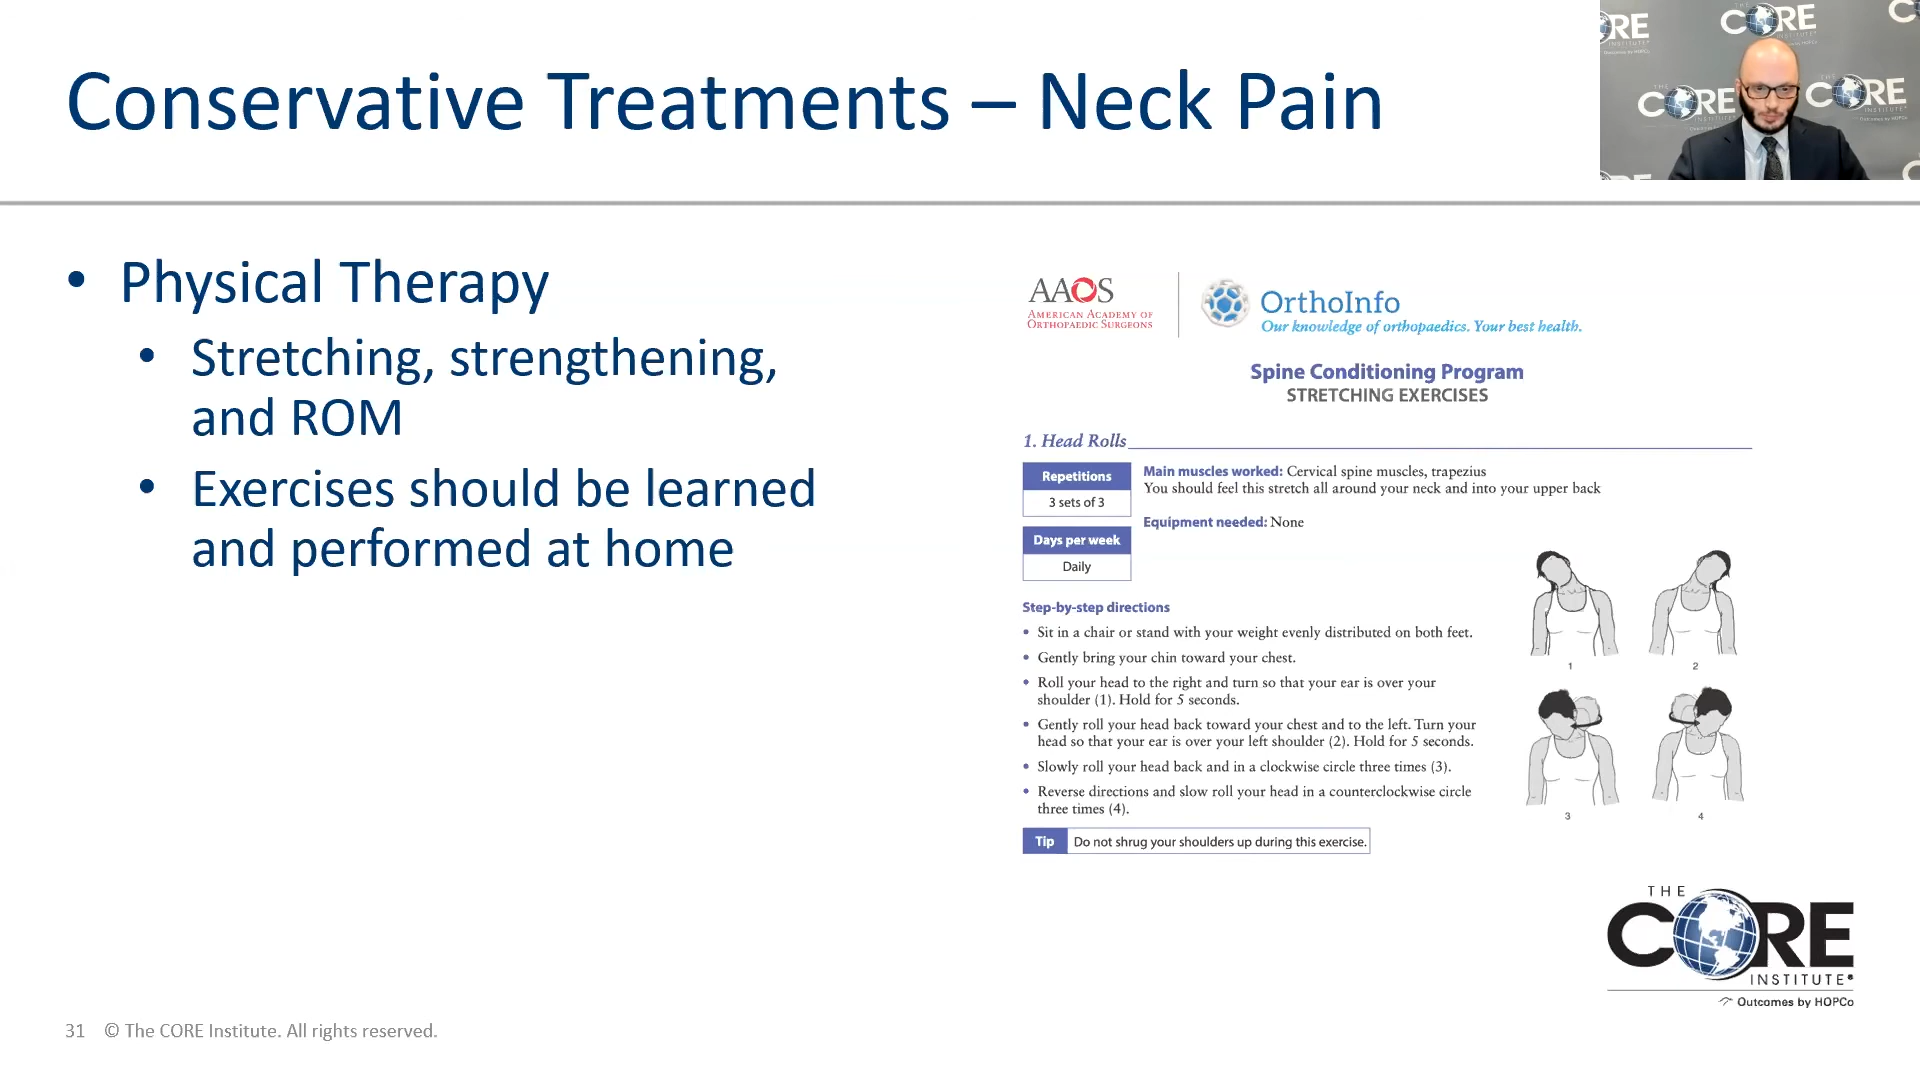 Conservative Treatments – Neck Pain
THE
CORE
INSTITUTE
CORE
CORE
• Physical Therapy
• Stretching, strengthening,
and ROM
• Exercises should be learned
and performed at home
AAOS
AMERICAN ACADEMY OF
ORTHOPAEDIC SURGEONS
OrthoInfo
Our knowledge of orthopaedics. Your best health.
Spine Conditioning Program
STRETCHING EXERCISES
1. Head Rolls
Repetitions
3 sets of 3
Days per week
Daily
Main muscles worked: Cervical spine muscles, trapezius
You should feel this stretch all around your neck and into your upper back
Equipment needed: None
Step-by-step directions
• Sit in a chair or stand with your weight evenly distributed on both feet.
• Gently bring your chin toward your chest.
• Roll your head to the right and turn so that your ear is over your
shoulder (1). Hold for 5 seconds.
• Gently roll your head back toward your chest and to the left. Turn your
head so that your ear is over your left shoulder (2). Hold for 5 seconds.
• Slowly roll your head back and in a clockwise circle three times (3).
• Reverse directions and slow roll your head in a counterclockwise circle
three times (4).
Tip Do not shrug your shoulders up during this exercise.
1
2
3
4
THE
CORE
INSTITUTE®
Outcomes by HOPCo
31 © The CORE Institute. All rights reserved.